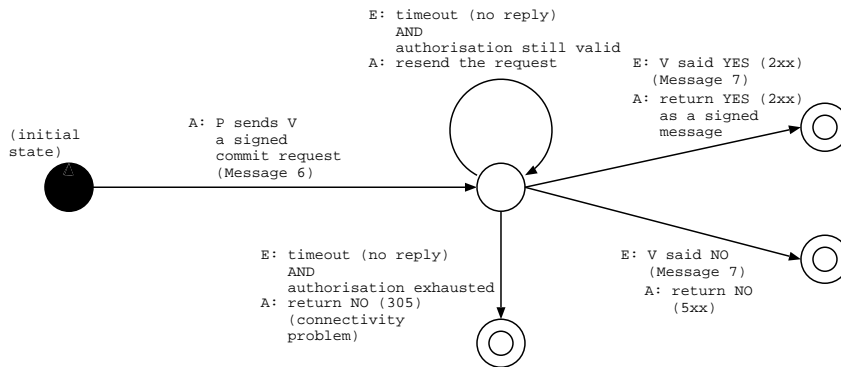 E: timeout (no reply)
AND
authorisation still valid
A: resend the request
E: V said YES (2xx)
(Message 7)
A: return YES (2xx)
as a signed
message
A: P sends V
a signed
commit request
(Message 6)
(initial
state)
E: timeout (no reply)
AND
authorisation exhausted
A: return NO (305)
(connectivity
problem)
E: V said NO
(Message 7)
A: return NO
(5xx)